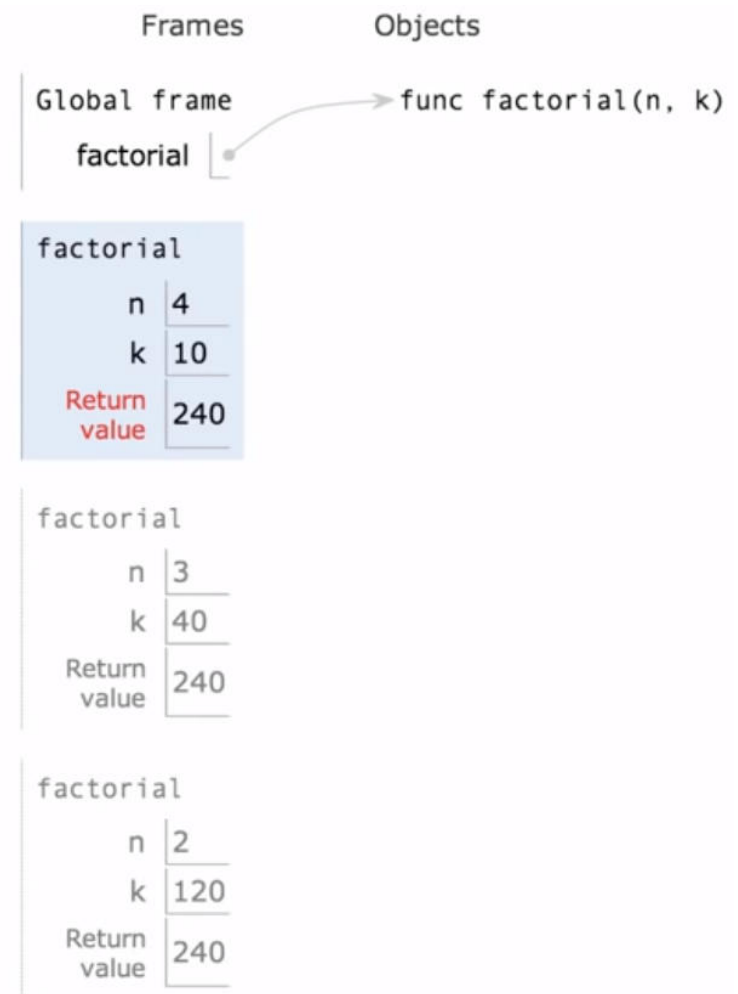 Frames Objects
Global frame func factorial(n, k)
factorial
factorial
n 4
k 10
Return
value 240
factorial
n 3
k 40
Return
value 240
factorial
n 2
k 120
Return
value 240